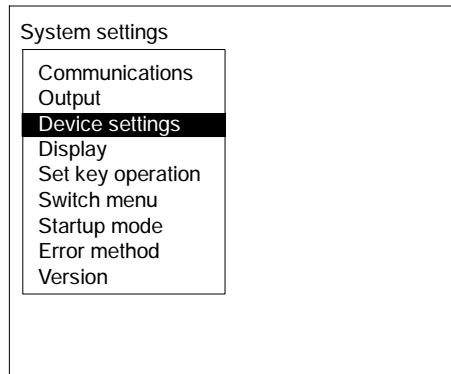 System settings
Communications
Output
Device settings
Display
Set key operation
Switch menu
Startup mode
Error method
Version